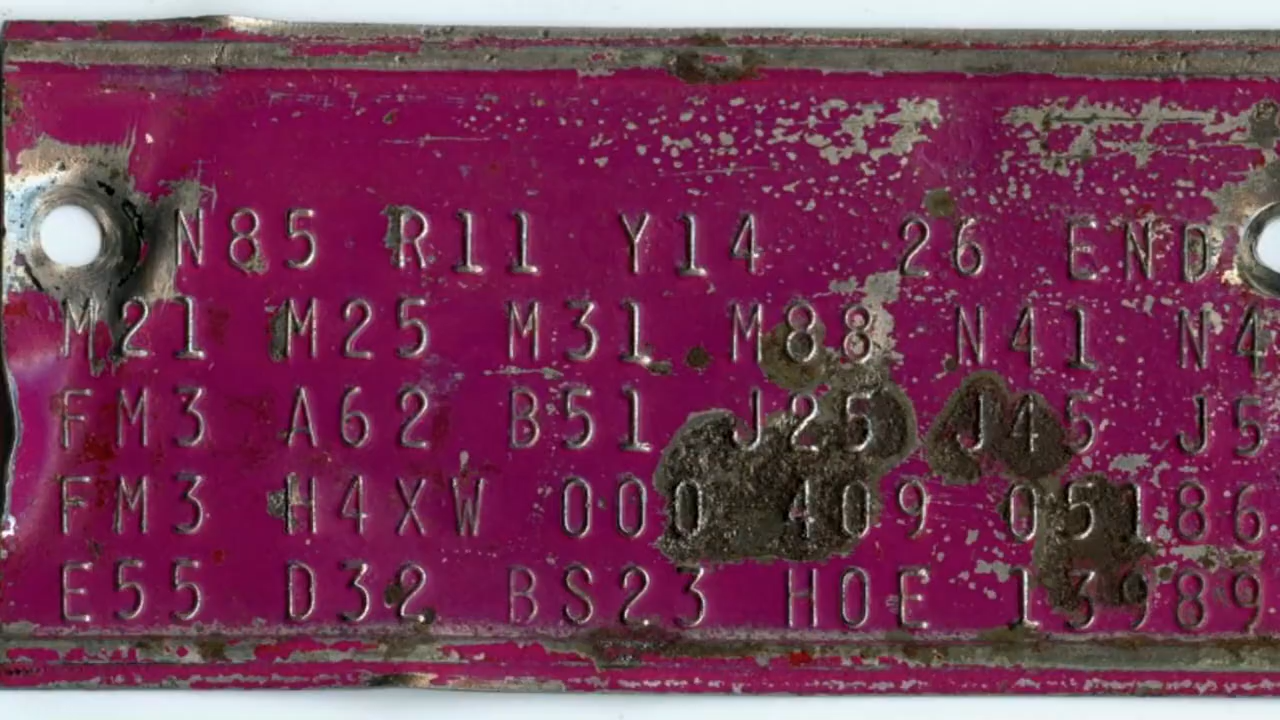 N85 R11 Y14 26 END
M21 M25 M31 M88 N41 N4
FM3 A62 B51 J25 J45 J5
FM3 H4XW 000 409 05186
E55 D32 BS23 HOE 13989